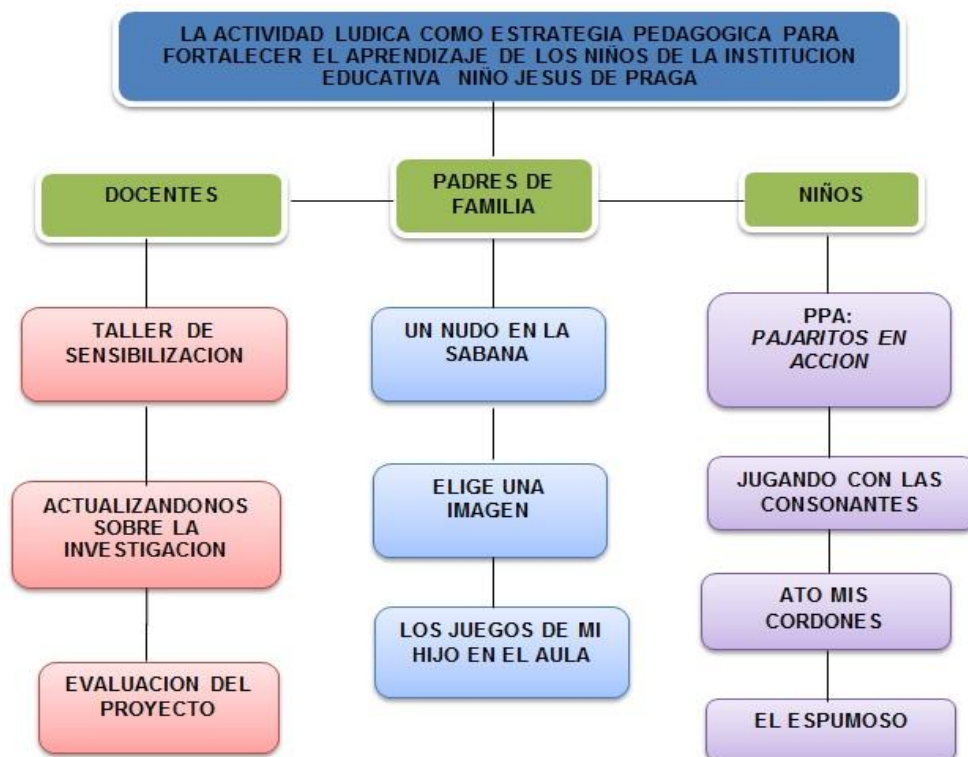 LA ACTIVIDAD LUDICA COMO ESTRATEGIA PEDAGOGICA PARA
FORTALECER EL APRENDIZAJE DE LOS NIÑOS DE LA INSTITUCION
EDUCATIVA NIÑO JESUS DE PRAGA
DOCENTES
PADRES DE
FAMILIA
NIÑOS
TALLER DE
SENSIBILIZACION
UN NUDO EN LA
SABANA
PPA:
PAJARITOS EN
ACCION
ACTUALIZANDONOS
SOBRE LA
INVESTIGACION
ELIGE UNA
IMAGEN
JUGANDO CON LAS
CONSONANTES
ATO MIS
CORDONES
EVALUACION DEL
PROYECTO
LOS JUEGOS DE MI
HIJO EN EL AULA
EL ESPUMOSO